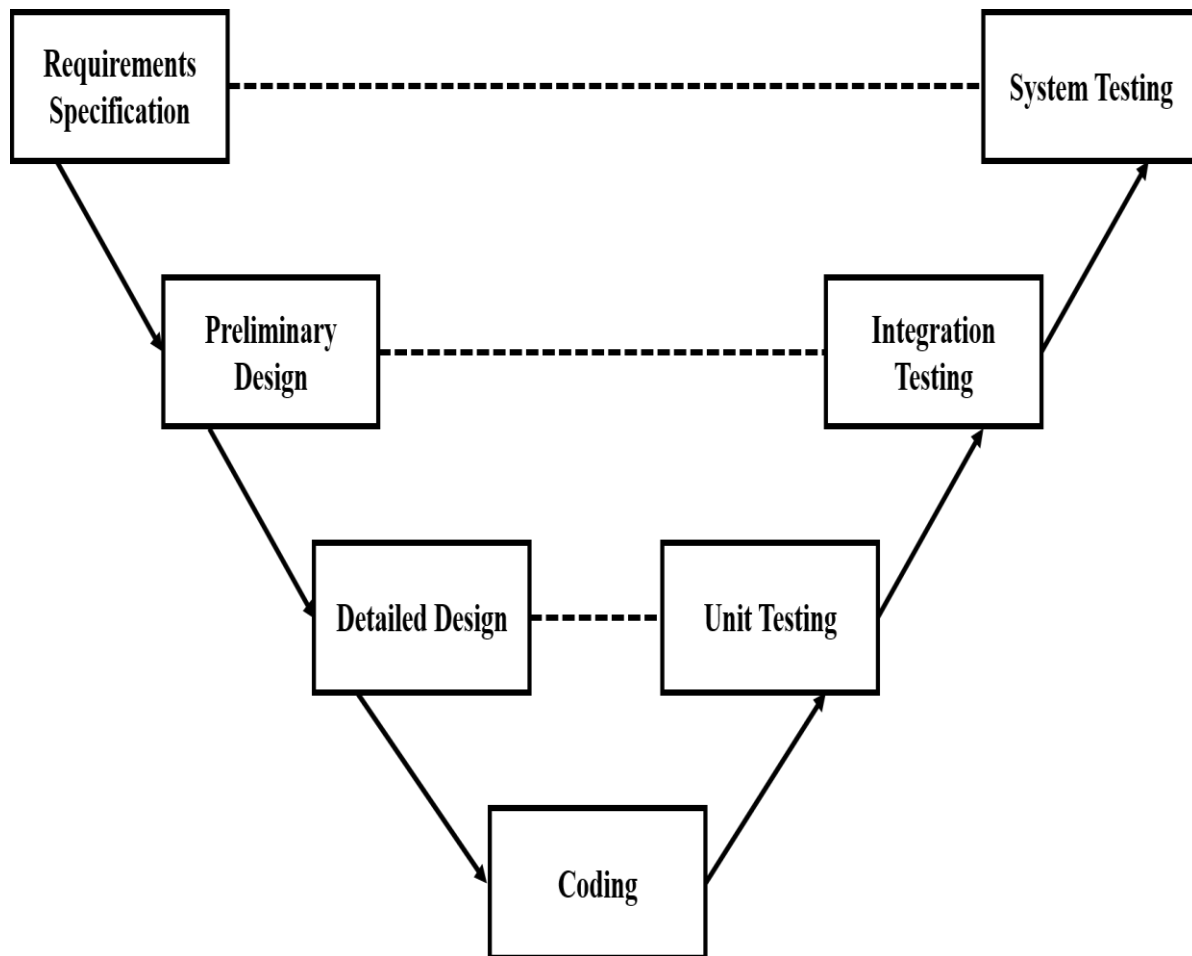 Requirements
Specification
System Testing
Preliminary
Design
Integration
Testing
Detailed Design
Unit Testing
Coding